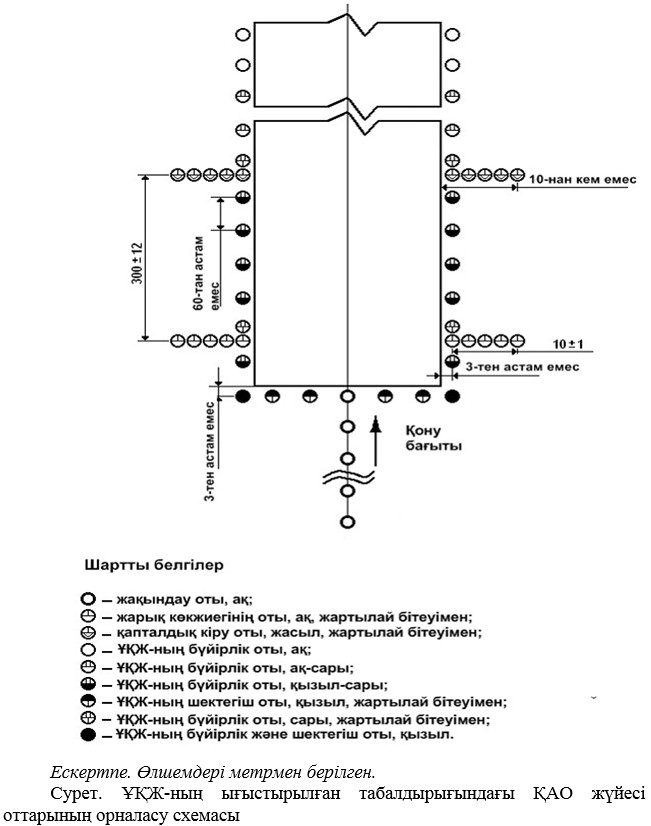 10-нан кем емес
300 ± 12
60-тан астам
емес
10 ± 1
3-тен астам емес
3-тен астам емес
Қону
бағыты
Шартты белгілер
– жақындау оты, ақ;
– жарық көкжиегінің оты, ақ, жартылай бітеуімен;
– қапталдық кіру оты, жасыл, жартылай бітеуімен;
– ҰҚЖ-ның бүйірлік оты, ақ;
– ҰҚЖ-ның бүйірлік оты, ақ-сары;
– ҰҚЖ-ның бүйірлік оты, қызыл-сары;
– ҰҚЖ-ның шектегіш оты, қызыл, жартылай бітеуімен;
– ҰҚЖ-ның бүйірлік оты, сары, жартылай бітеуімен;
– ҰҚЖ-ның бүйірлік және шектегіш оты, қызыл.
Ескертпе. Өлшемдері метрмен берілген.
Сурет. ҰҚЖ-ның ығыстырылған табалдырығындағы ҚАО жүйесі
оттарының орналасу схемасы